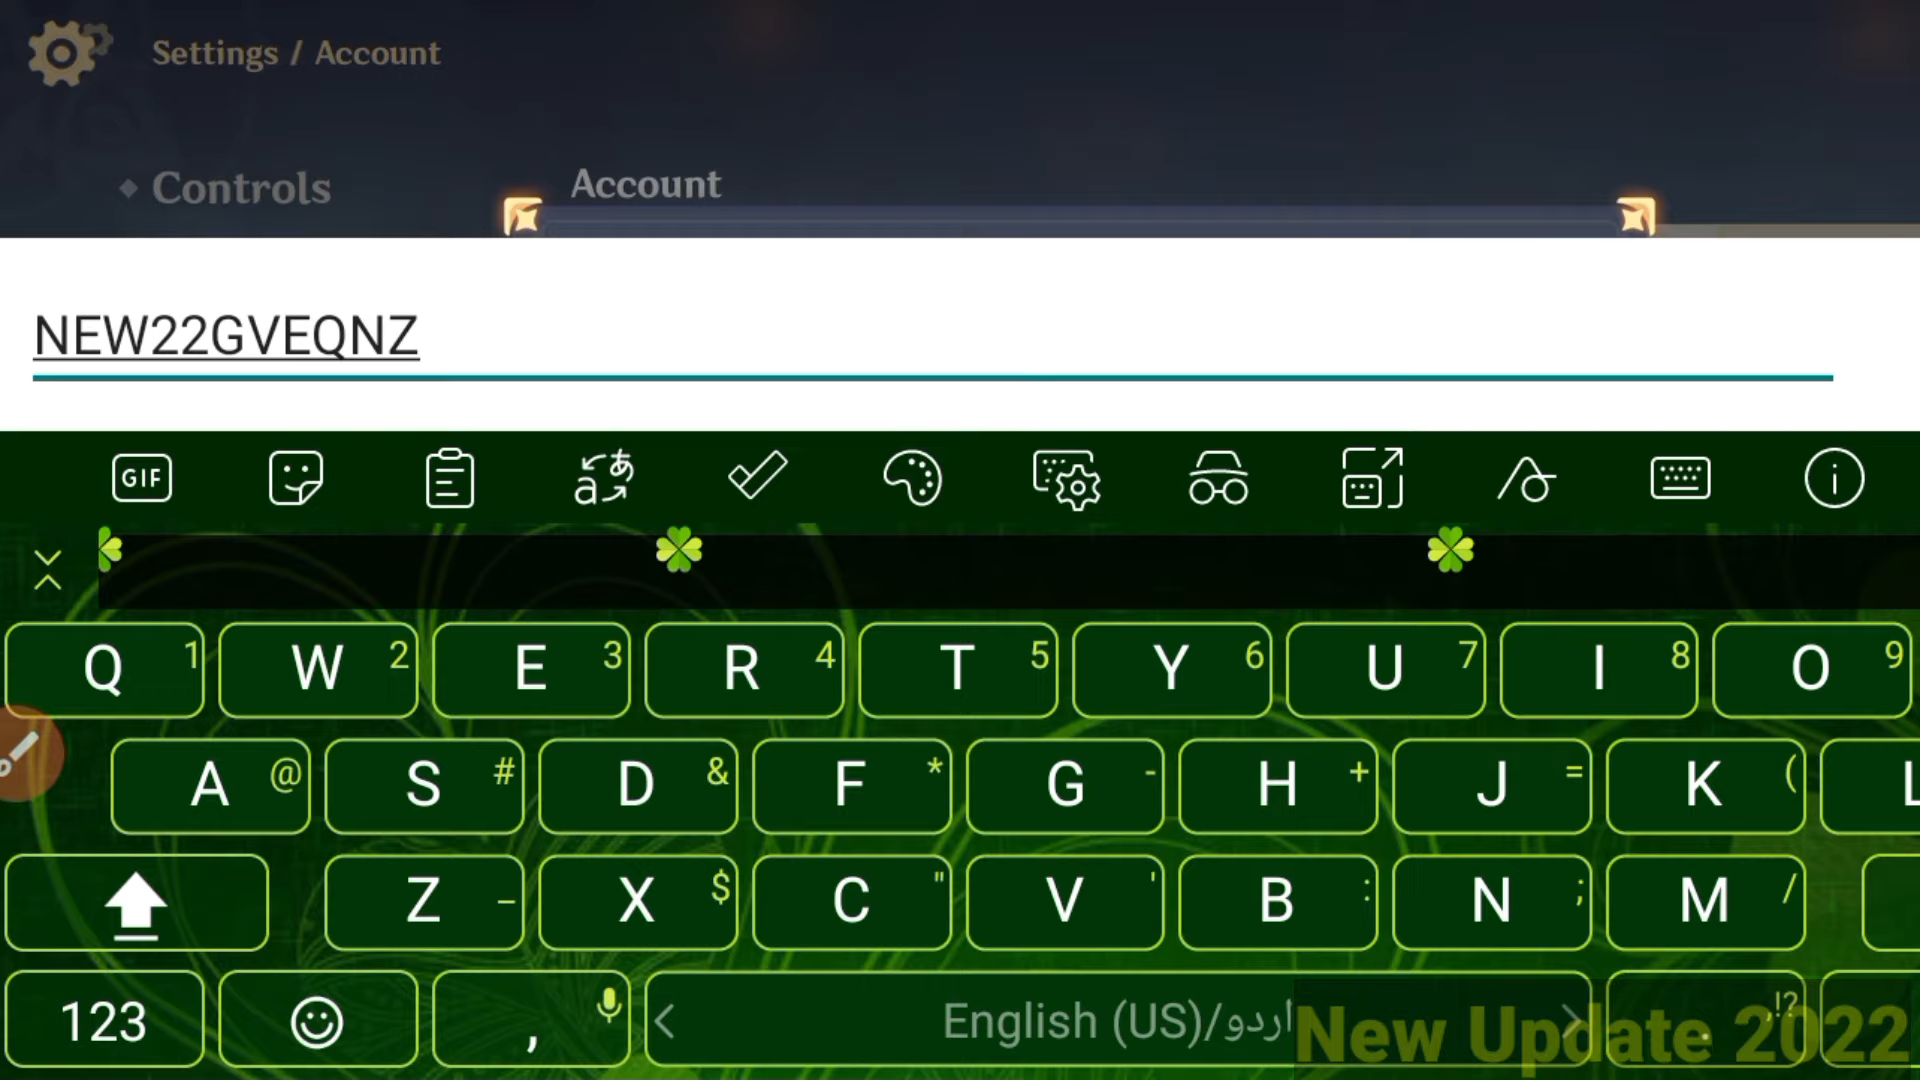 Settings / Account
Controls
Account
NEW22GVEQNZ
GIF
a あ
Q 1 W 2 E 3 R 4 T 5 Y 6 U 7 I 8 O 9
A @ S # D & F * G - H + J = K ( L
Z _ X $ C " V ' B : N ; M /
123 , < English (US)/اردو > . ,!?
New Update 2022